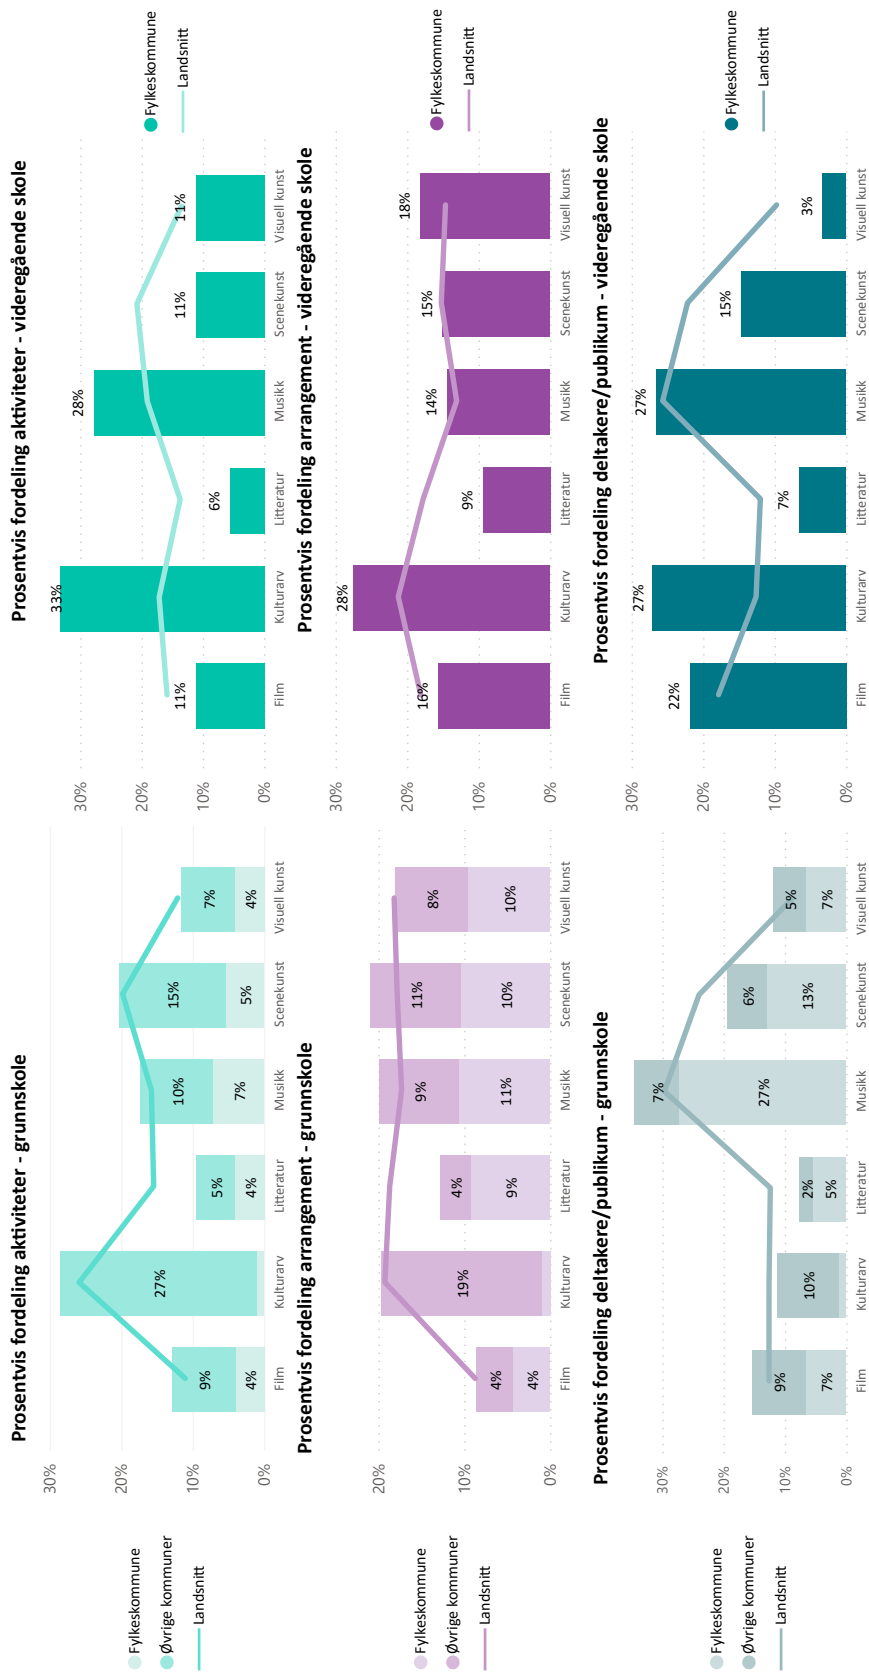 Prosentvis fordeling aktiviteter - grunnskole
Fylkeskommune
Øvrige kommuner
Landsnitt
30%
20%
10%
0%
9%
4%
27%
5%
4%
10%
7%
15%
5%
7%
4%
Film
Kulturarv
Litteratur
Musikk
Scenekunst
Visuell kunst
Prosentvis fordeling aktiviteter - videregående skole
30%
20%
10%
0%
11%
33%
6%
28%
11%
11%
Film
Kulturarv
Litteratur
Musikk
Scenekunst
Visuell kunst
Fylkeskommune
Landsnitt
Prosentvis fordeling arrangement - grunnskole
Fylkeskommune
Øvrige kommuner
Landsnitt
20%
10%
0%
4%
4%
19%
4%
9%
9%
11%
11%
10%
8%
10%
Film
Kulturarv
Litteratur
Musikk
Scenekunst
Visuell kunst
Prosentvis fordeling arrangement - videregående skole
30%
20%
10%
0%
16%
28%
9%
14%
15%
18%
Film
Kulturarv
Litteratur
Musikk
Scenekunst
Visuell kunst
Fylkeskommune
Landsnitt
Prosentvis fordeling deltakere/publikum - grunnskole
Fylkeskommune
Øvrige kommuner
Landsnitt
30%
20%
10%
0%
9%
7%
10%
2%
5%
7%
27%
6%
13%
5%
7%
Film
Kulturarv
Litteratur
Musikk
Scenekunst
Visuell kunst
Prosentvis fordeling deltakere/publikum - videregående skole
30%
20%
10%
0%
22%
27%
7%
27%
15%
3%
Film
Kulturarv
Litteratur
Musikk
Scenekunst
Visuell kunst
Fylkeskommune
Landsnitt